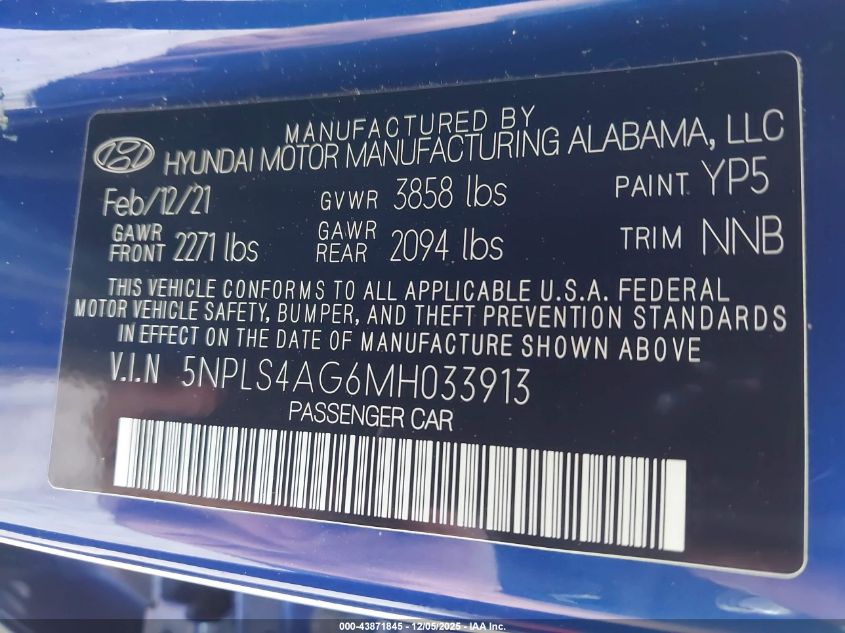 MANUFACTURED BY
HYUNDAI MOTOR MANUFACTURING ALABAMA, LLC
Feb/12/21 GVWR 3858 lbs PAINT YP5
GAWR FRONT 2271 lbs GAWR REAR 2094 lbs TRIM NNB
THIS VEHICLE CONFORMS TO ALL APPLICABLE U.S.A. FEDERAL
MOTOR VEHICLE SAFETY, BUMPER, AND THEFT PREVENTION STANDARDS
IN EFFECT ON THE DATE OF MANUFACTURE SHOWN ABOVE
V.I.N 5NPLS4AG6MH033913
PASSENGER CAR
000-43871845 - 12/05/2025 - IAA Inc.